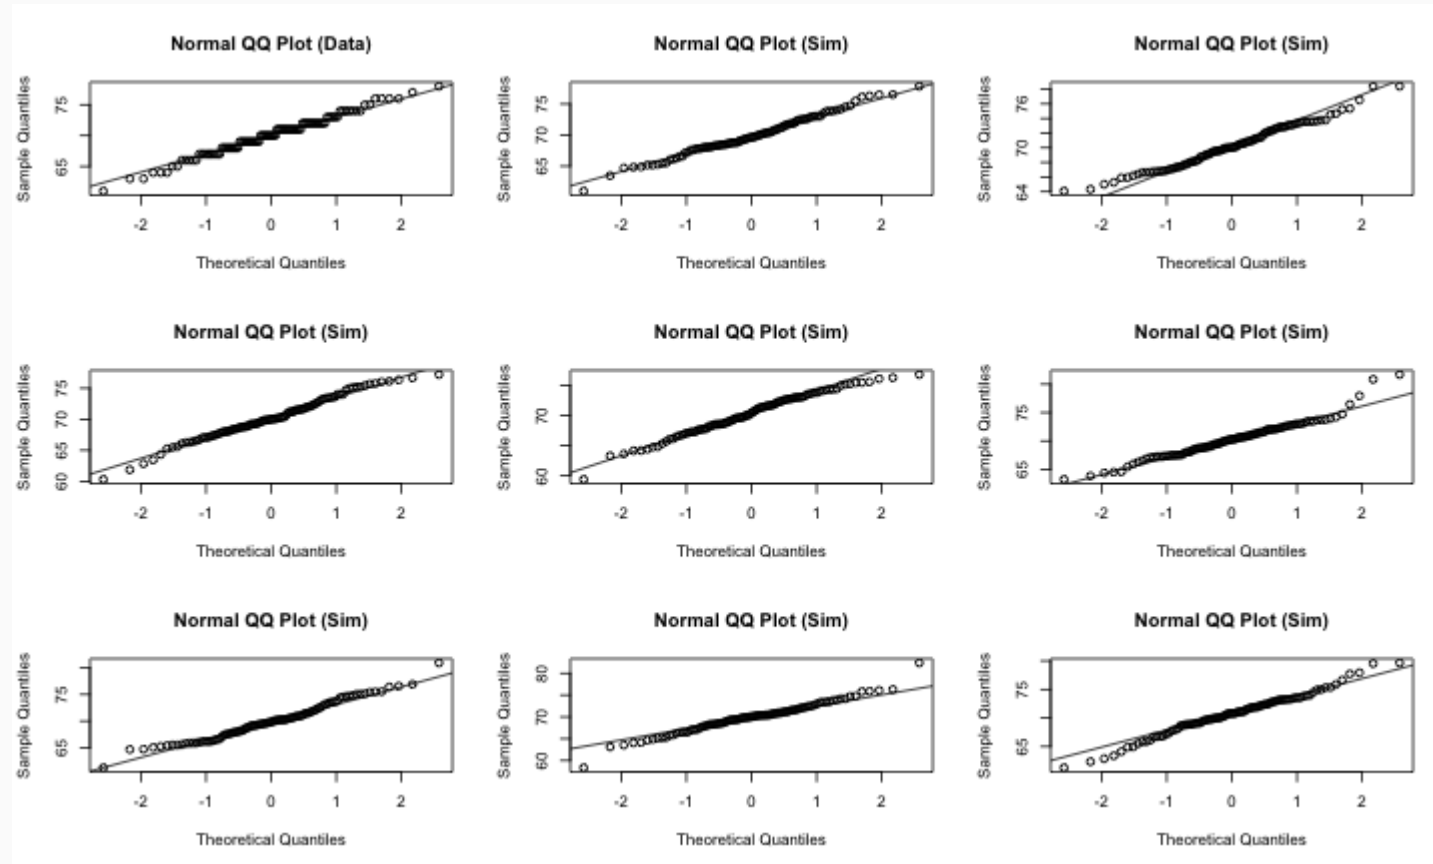 Normal QQ Plot (Data)
Sample Quantiles
75
65
-2 -1 0 1 2
Theoretical Quantiles
Normal QQ Plot (Sim)
Sample Quantiles
75
70
65
-2 -1 0 1 2
Theoretical Quantiles
Normal QQ Plot (Sim)
Sample Quantiles
76
70
64
-2 -1 0 1 2
Theoretical Quantiles
Normal QQ Plot (Sim)
Sample Quantiles
75
70
65
60
-2 -1 0 1 2
Theoretical Quantiles
Normal QQ Plot (Sim)
Sample Quantiles
70
60
-2 -1 0 1 2
Theoretical Quantiles
Normal QQ Plot (Sim)
Sample Quantiles
75
65
-2 -1 0 1 2
Theoretical Quantiles
Normal QQ Plot (Sim)
Sample Quantiles
75
65
-2 -1 0 1 2
Theoretical Quantiles
Normal QQ Plot (Sim)
Sample Quantiles
80
70
60
-2 -1 0 1 2
Theoretical Quantiles
Normal QQ Plot (Sim)
Sample Quantiles
75
65
-2 -1 0 1 2
Theoretical Quantiles